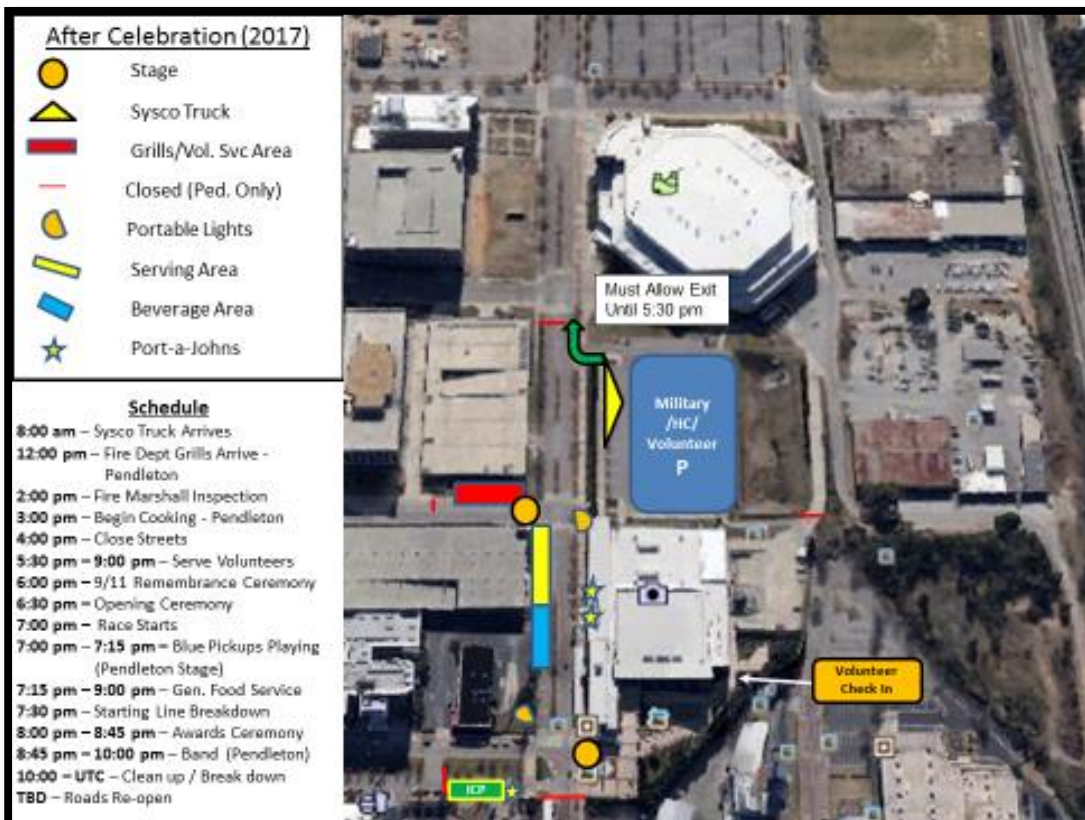 After Celebration (2017)
Stage
Sysco Truck
Grills/Vol. Svc Area
Closed (Ped. Only)
Portable Lights
Serving Area
Beverage Area
Port-a-Johns
Schedule
8:00 am – Sysco Truck Arrives
12:00 pm – Fire Dept Grills Arrive -
Pendleton
2:00 pm – Fire Marshall Inspection
3:00 pm – Begin Cooking - Pendleton
4:00 pm – Close Streets
5:30 pm – 9:00 pm – Serve Volunteers
6:00 pm – 9/11 Remembrance Ceremony
6:30 pm – Opening Ceremony
7:00 pm – Race Starts
7:00 pm – 7:15 pm – Blue Pickups Playing
(Pendleton Stage)
7:15 pm – 9:00 pm – Gen. Food Service
7:30 pm – Starting Line Breakdown
8:00 pm – 8:45 pm – Awards Ceremony
8:45 pm – 10:00 pm – Band (Pendleton)
10:00 – UTC – Clean up / Break down
TBD – Roads Re-open
Must Allow Exit
Until 5:30 pm
Military
/HC/
Volunteer
P
Volunteer
Check In
ICP